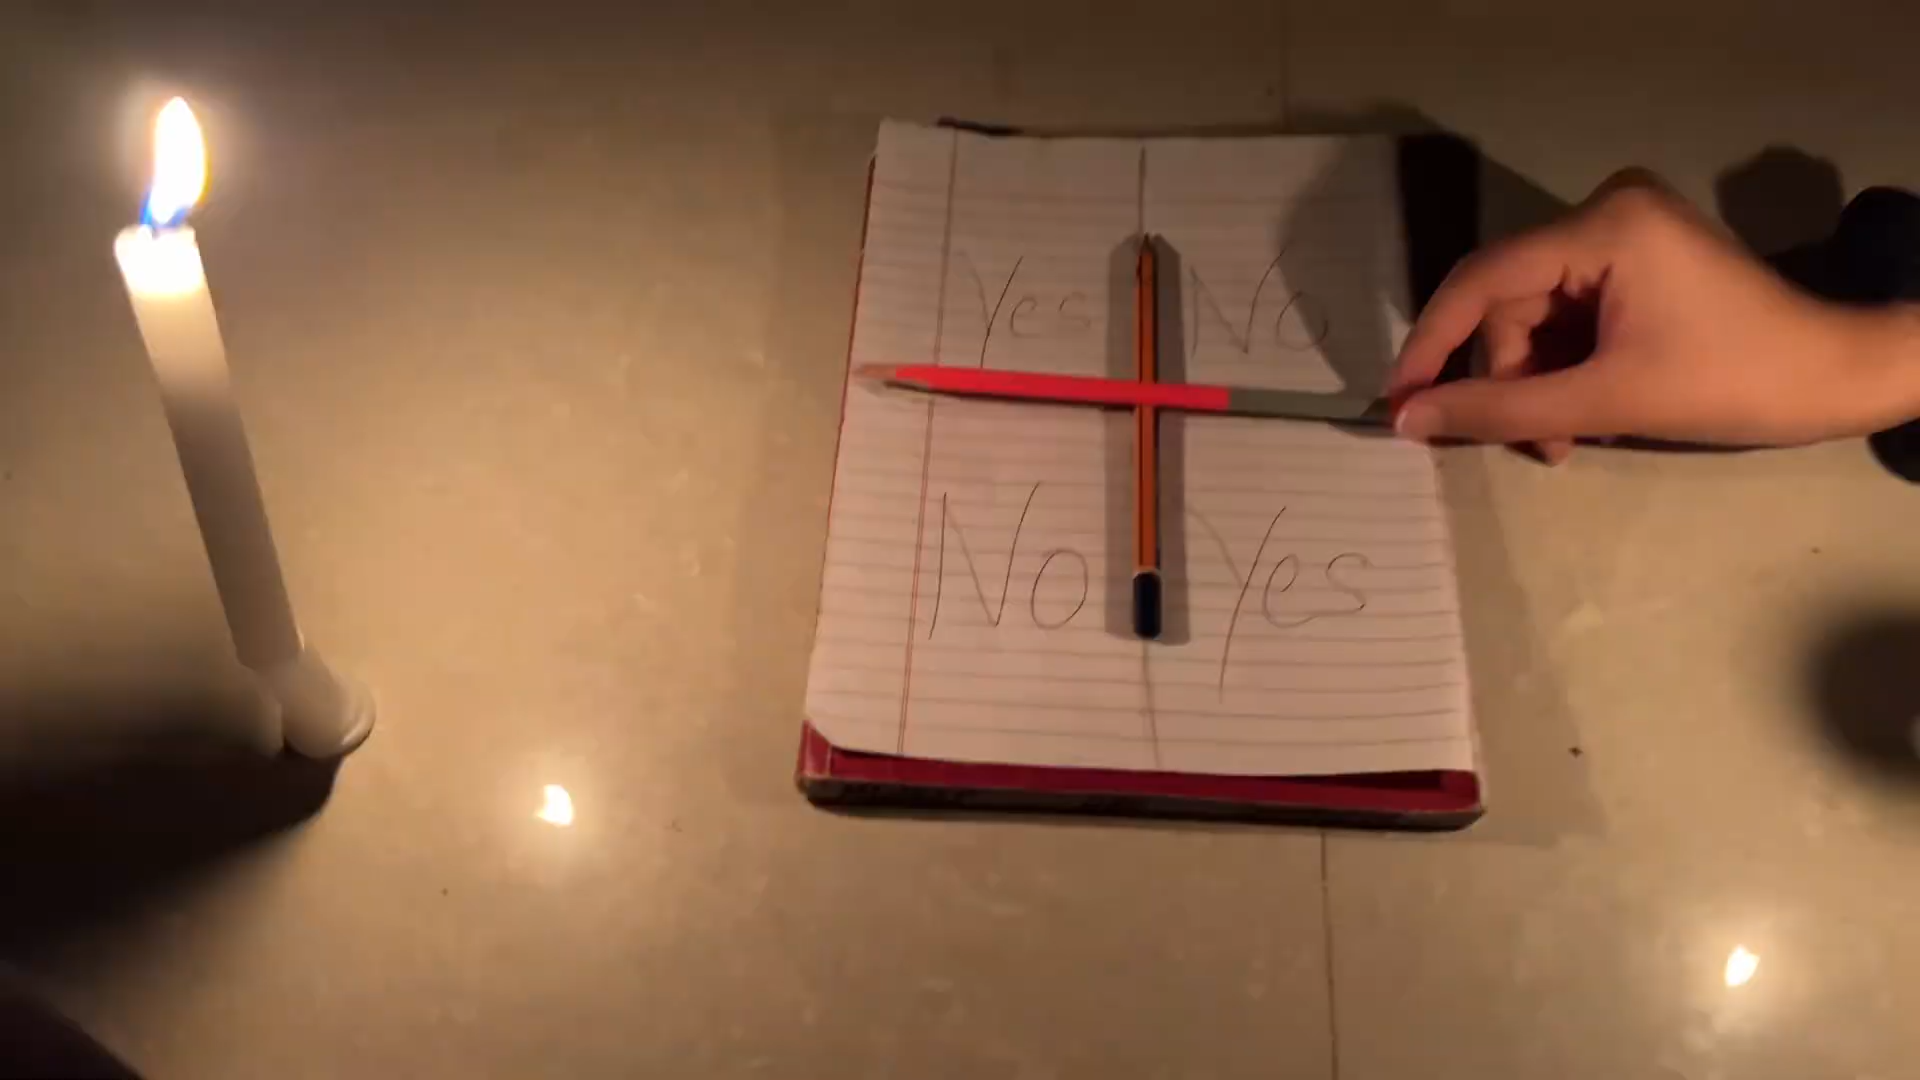 Yes No
No Yes